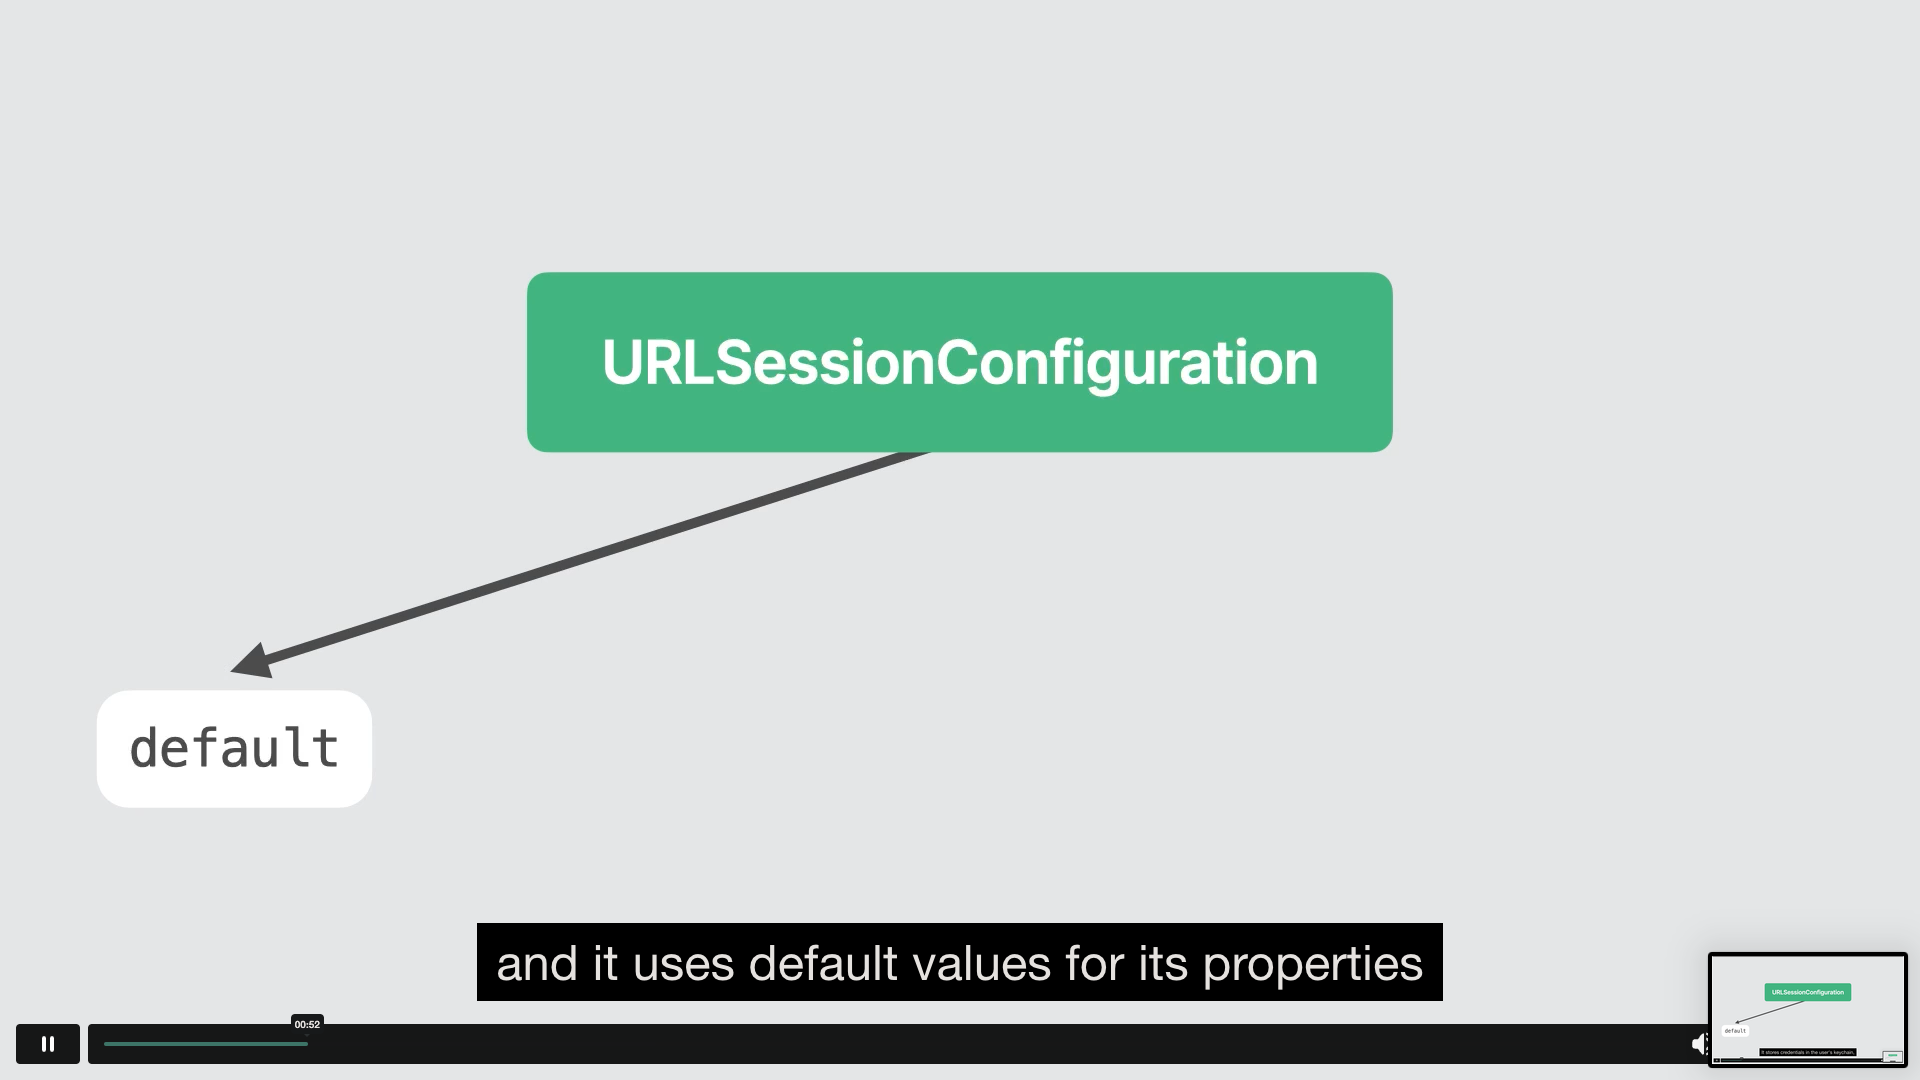 URLSessionConfiguration
default
and it uses default values for its properties
00:52
URLSessionConfiguration
default
It stores credentials in the user's keychain,